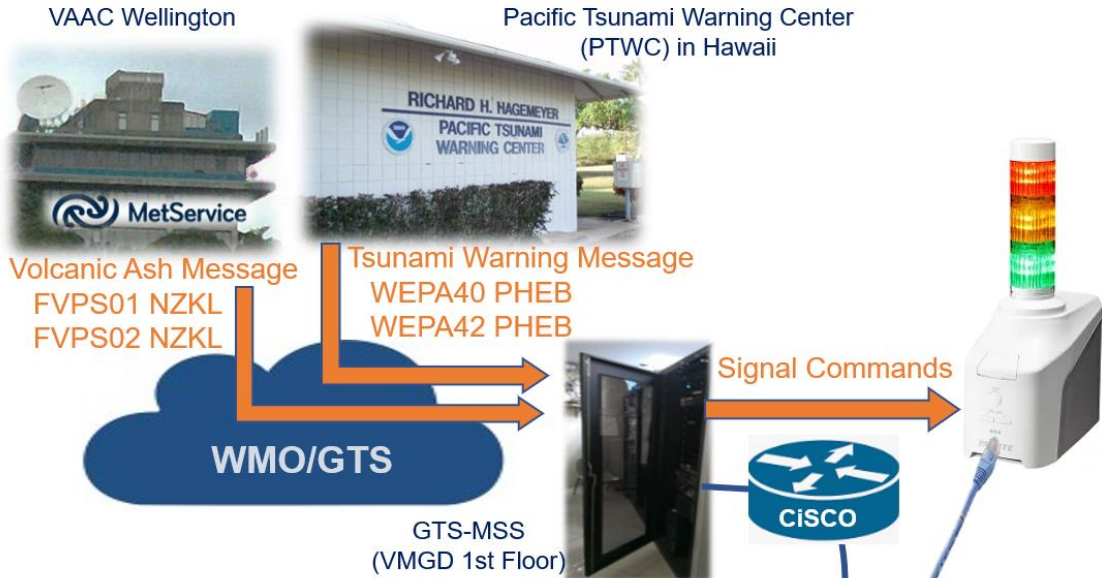 VAAC Wellington
Pacific Tsunami Warning Center
(PTWC) in Hawaii
RICHARD H. HAGEMEYER
PACIFIC TSUNAMI
WARNING CENTER
MetService
Volcanic Ash Message
FVPS01 NZKL
FVPS02 NZKL
Tsunami Warning Message
WEPA40 PHEB
WEPA42 PHEB
Signal Commands
WMO/GTS
CiSCO
GTS-MSS
(VMGD 1st Floor)